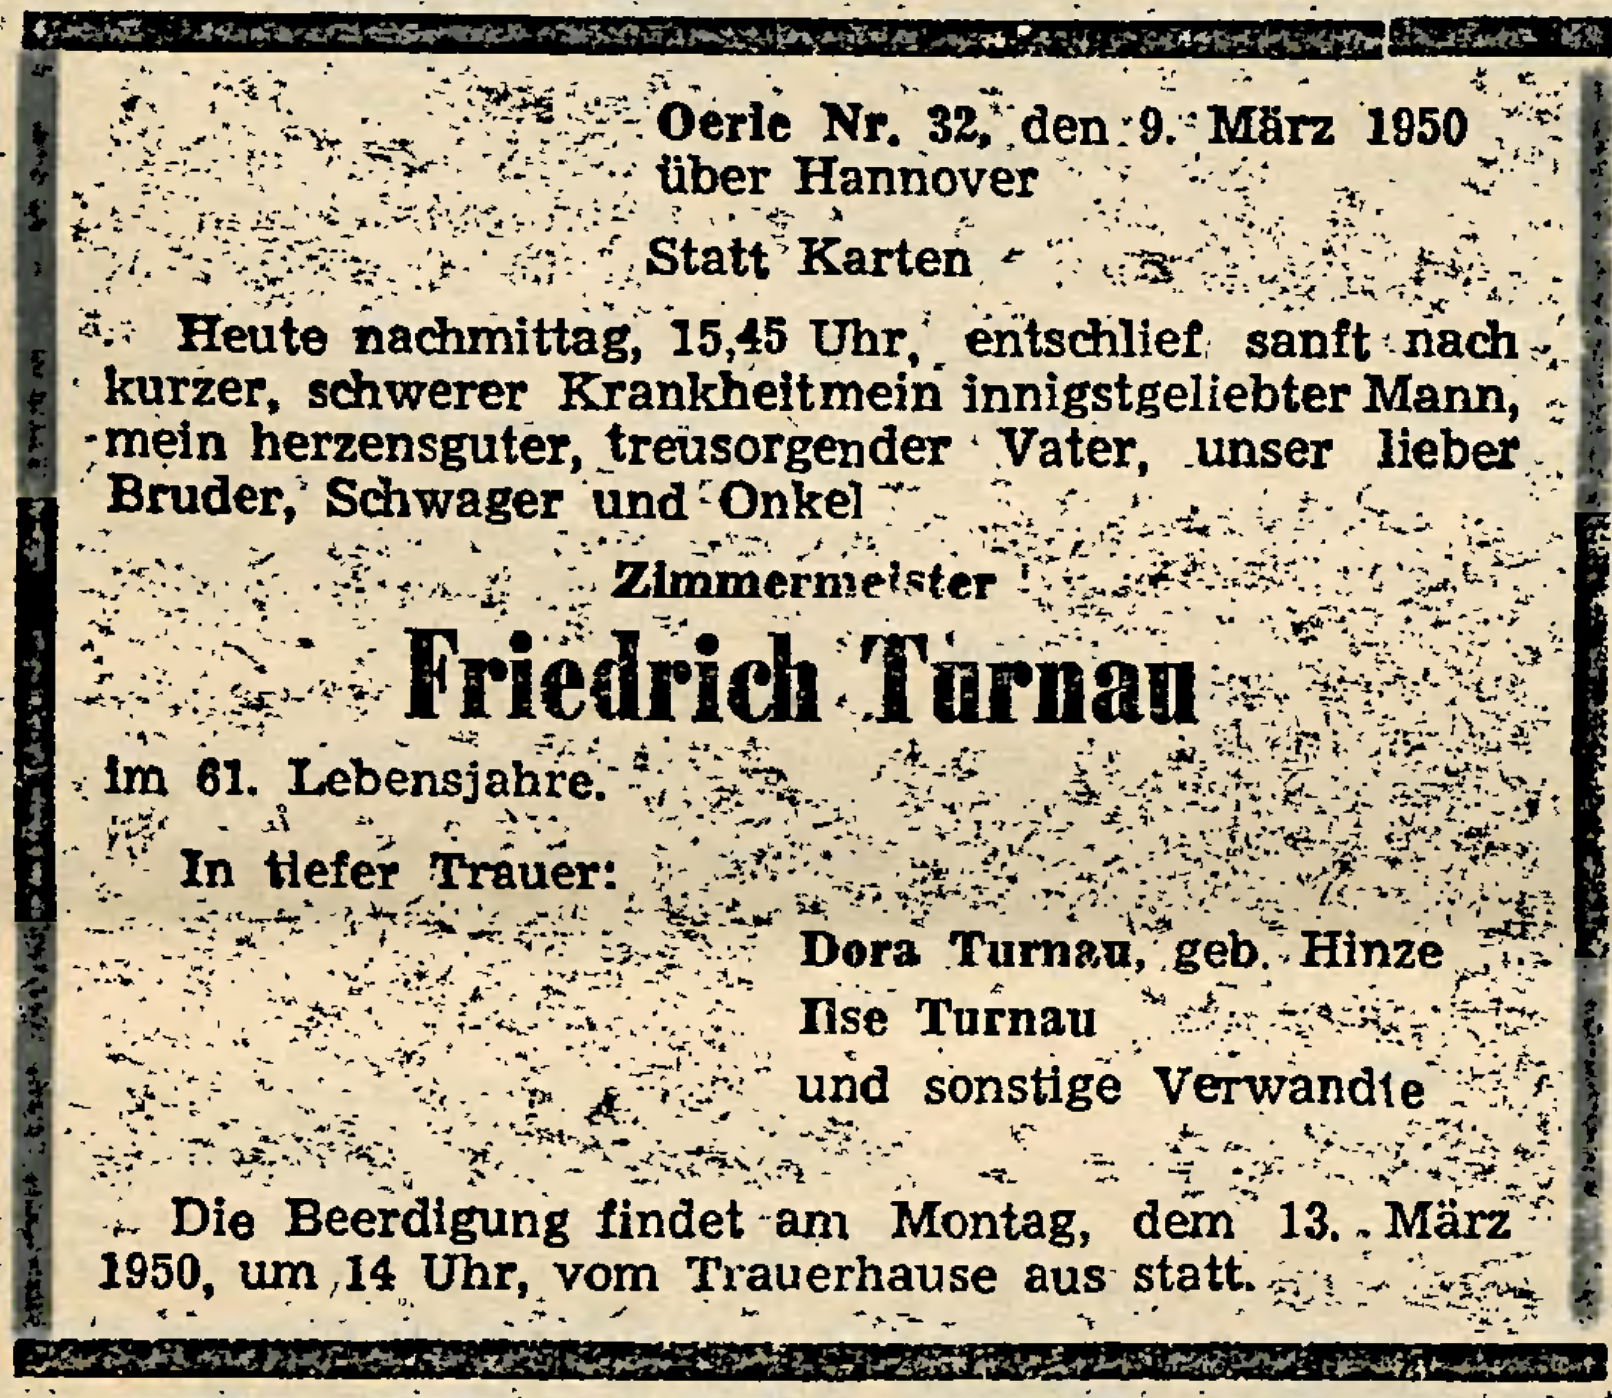 Oerie Nr. 32, den 9. März 1950
über Hannover
Statt Karten
Heute nachmittag, 15,45 Uhr, entschlief sanft nach
kurzer, schwerer Krankheit mein innigstgeliebter Mann,
mein herzensguter, treusorgender Vater, unser lieber
Bruder, Schwager und Onkel
Zimmermeister
Friedrich Turnau
im 61. Lebensjahre.
In tiefer Trauer:
Dora Turnau, geb. Hinze
Ilse Turnau
und sonstige Verwandte
Die Beerdigung findet am Montag, dem 13. März
1950, um 14 Uhr, vom Trauerhause aus statt.